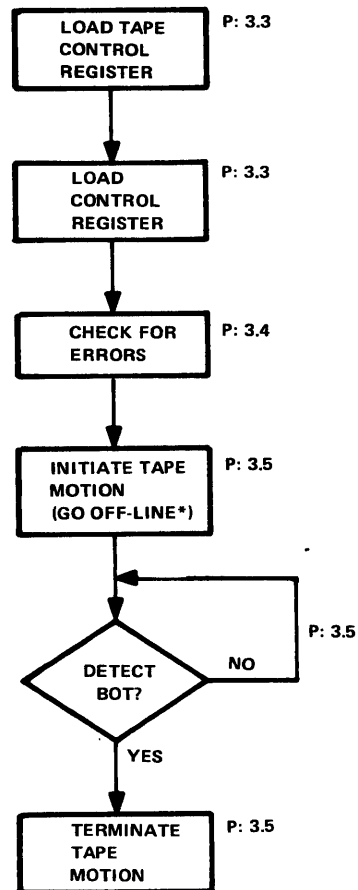 LOAD TAPE
CONTROL
REGISTER
P: 3.3
LOAD
CONTROL
REGISTER
P: 3.3
CHECK FOR
ERRORS
P: 3.4
INITIATE TAPE
MOTION
(GO OFF-LINE*)
P: 3.5
DETECT
BOT?
NO
P: 3.5
YES
TERMINATE
TAPE
MOTION
P: 3.5